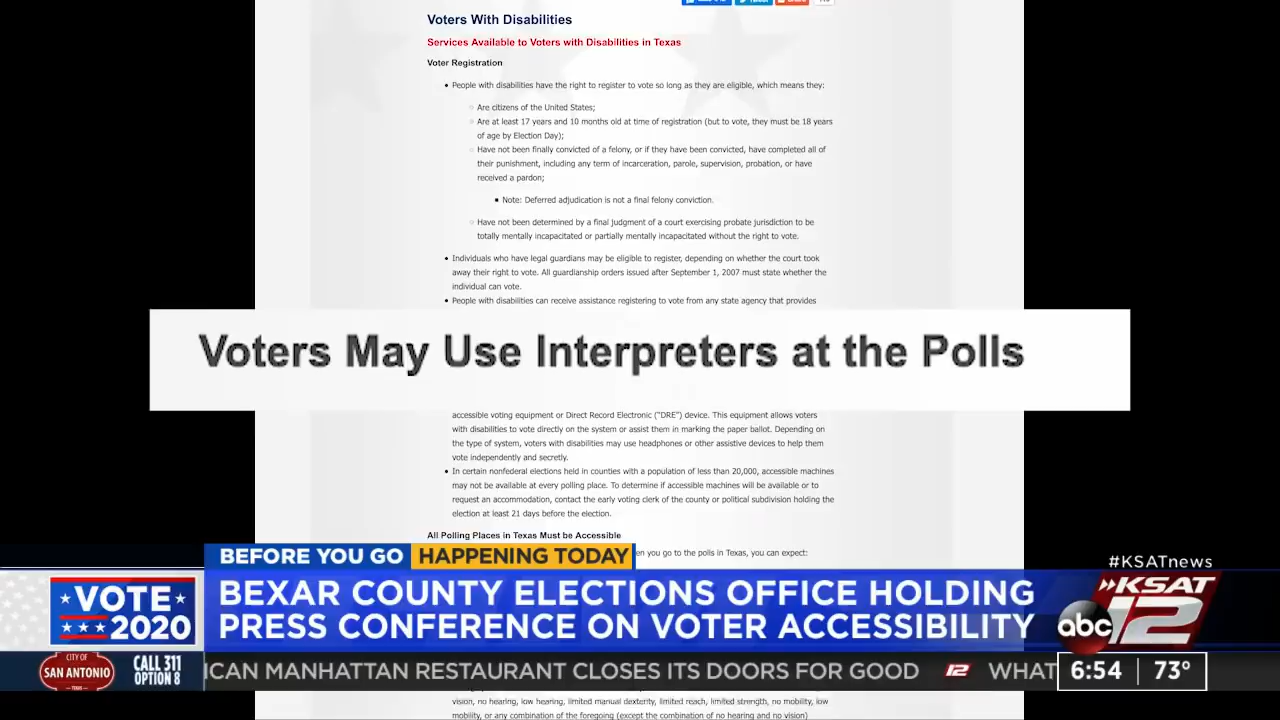 Voters With Disabilities
Services Available to Voters with Disabilities in Texas
Voter Registration
People with disabilities have the right to register to vote so long as they are eligible, which means they:
Are citizens of the United States;
Are at least 17 years and 10 months old at time of registration (but to vote, they must be 18 years
of age by Election Day);
Have not been finally convicted of a felony, or if they have been convicted, have completed all of
their punishment, including any term of incarceration, parole, supervision, probation, or have
received a pardon;
Note: Deferred adjudication is not a final felony conviction.
Have not been determined by a final judgment of a court exercising probate jurisdiction to be
totally mentally incapacitated or partially mentally incapacitated without the right to vote.
Individuals who have legal guardians may be eligible to register, depending on whether the court took
away their right to vote. All guardianship orders issued after September 1, 2007 must state whether the
individual can vote.
People with disabilities can receive assistance registering to vote from any state agency that provides
Voters May Use Interpreters at the Polls
accessible voting equipment or Direct Record Electronic ("DRE") device. This equipment allows voters
with disabilities to vote directly on the system or assist them in marking the paper ballot. Depending on
the type of system, voters with disabilities may use headphones or other assistive devices to help them
vote independently and secretly.
In certain nonfederal elections held in counties with a population of less than 20,000, accessible machines
may not be available at every polling place. To determine if accessible machines will be available or to
request an accommodation, contact the early voting clerk of the county or political subdivision holding the
election at least 21 days before the election.
All Polling Places in Texas Must be Accessible
en you go to the polls in Texas, you can expect:
BEFORE YOU GO HAPPENING TODAY
#KSATnews
VOTE 2020
BEXAR COUNTY ELECTIONS OFFICE HOLDING
PRESS CONFERENCE ON VOTER ACCESSIBILITY
KSAT
abc 12
CITY OF
SAN ANTONIO
TEXAS
CALL 311
OPTION 8
ICAN MANHATTAN RESTAURANT CLOSES ITS DOORS FOR GOOD 12 WHAT
6:54 73°
vision, no hearing, low hearing, limited manual dexterity, limited reach, limited strength, no mobility, low
mobility, or any combination of the foregoing (except the combination of no hearing and no vision)